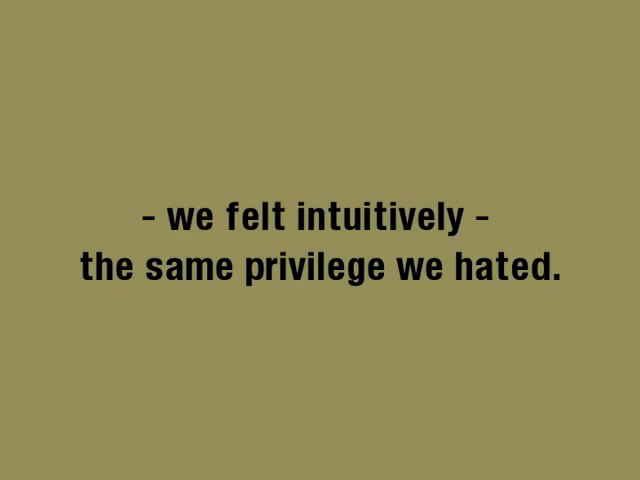 - we felt intuitively -
the same privilege we hated.